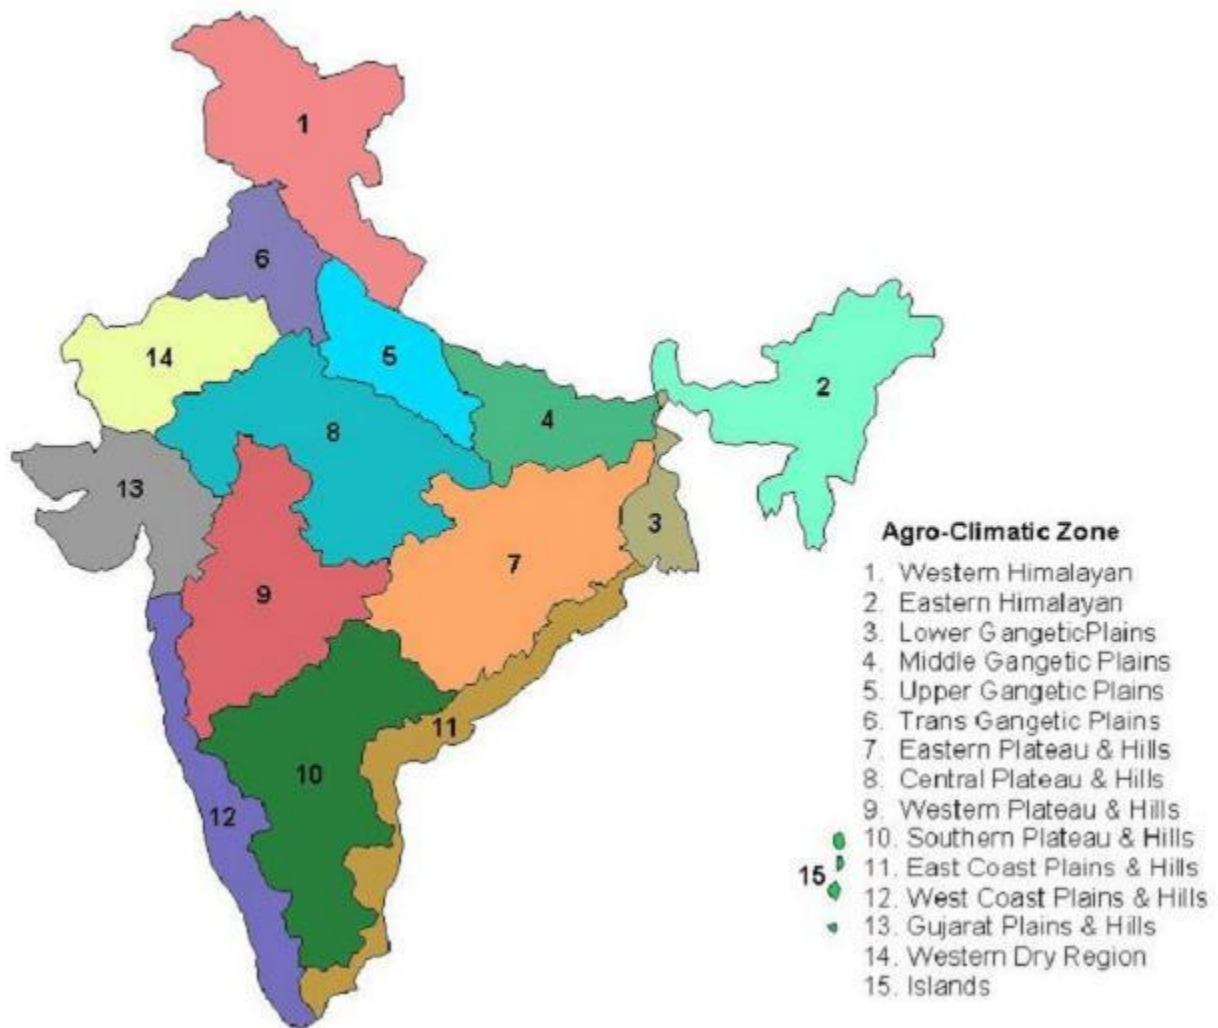 1
6
14
5
2
8
4
13
3
9
7
11
10
12
15
Agro-Climatic Zone
1. Western Himalayan
2. Eastern Himalayan
3. Lower GangeticPlains
4. Middle Gangetic Plains
5. Upper Gangetic Plains
6. Trans Gangetic Plains
7. Eastern Plateau & Hills
8. Central Plateau & Hills
9. Western Plateau & Hills
10. Southern Plateau & Hills
11. East Coast Plains & Hills
12. West Coast Plains & Hills
13. Gujarat Plains & Hills
14. Western Dry Region
15. Islands